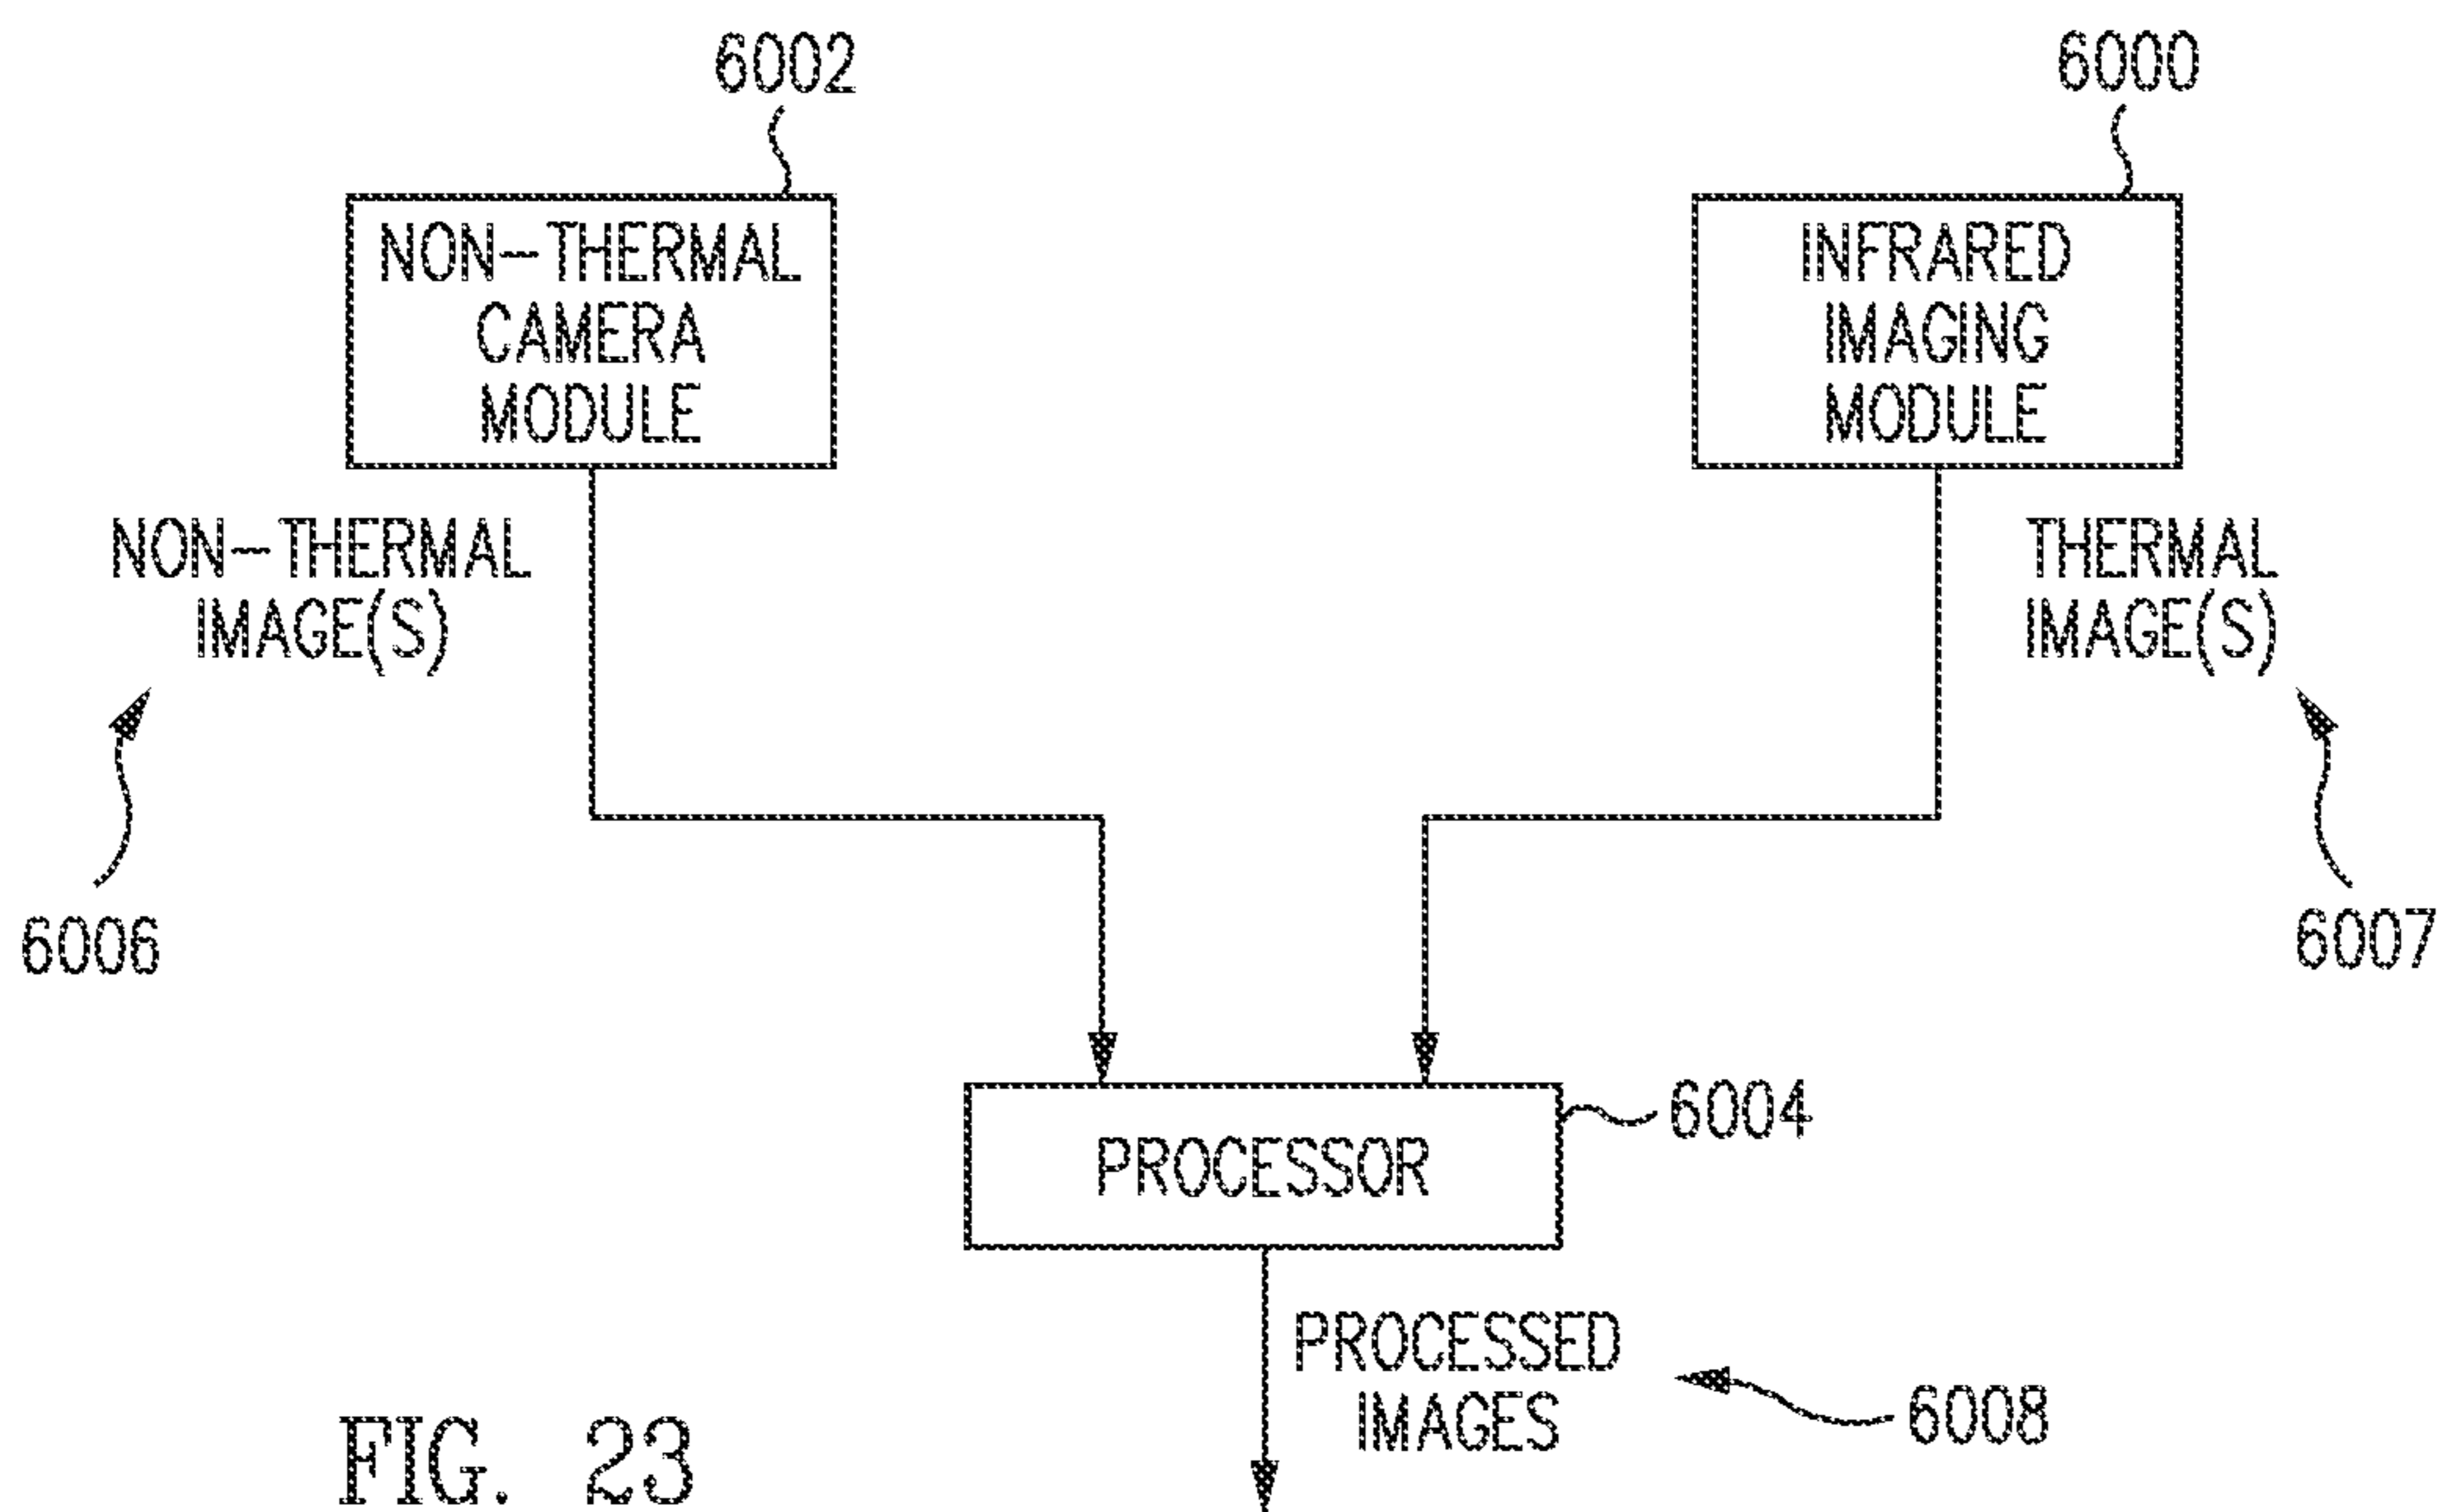 6002
6000
NON-THERMAL
CAMERA
MODULE
INFRARED
IMAGING
MODULE
NON-THERMAL
IMAGE(S)
THERMAL
IMAGE(S)
6006
6007
PROCESSOR
6004
PROCESSED
IMAGES
6008
FIG. 23